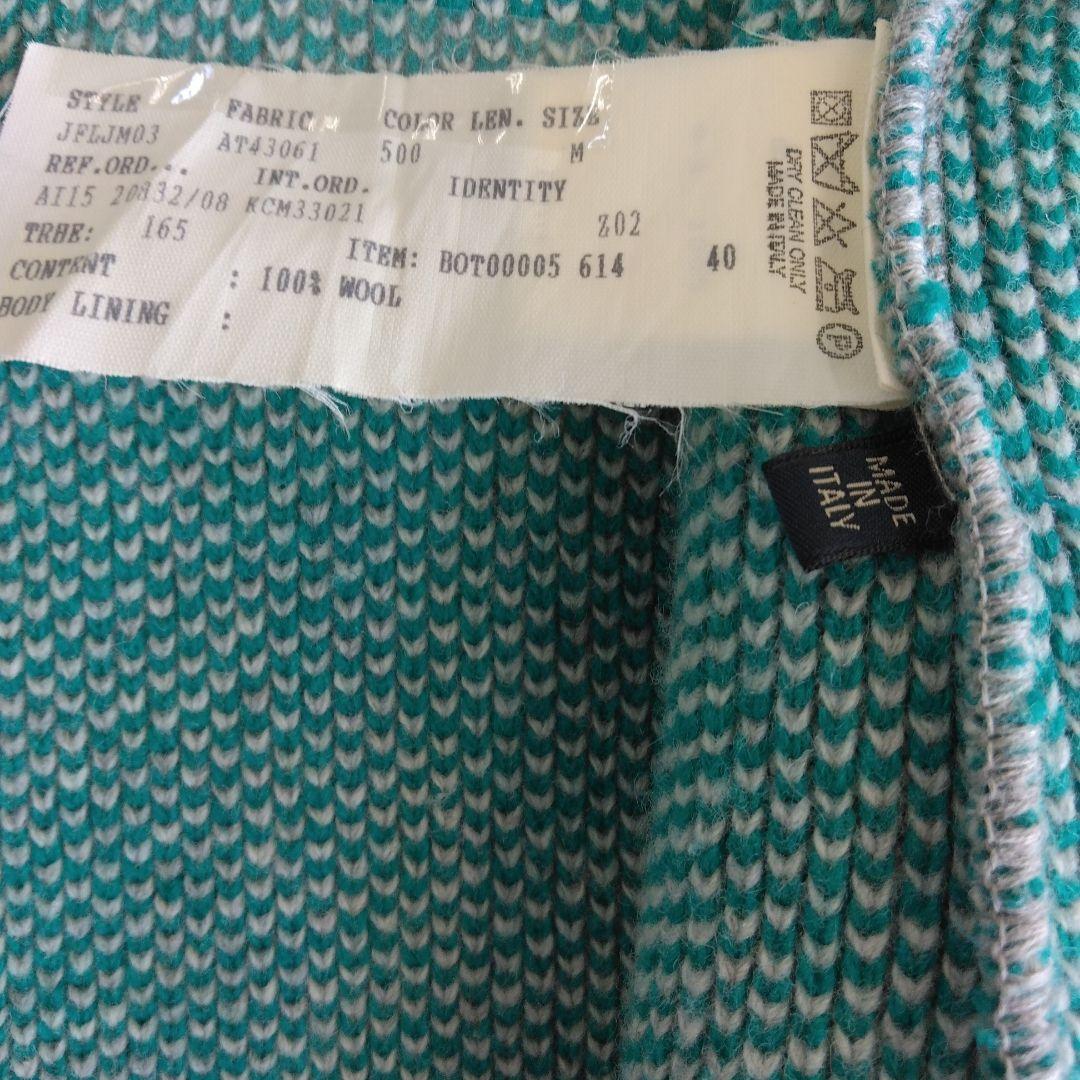 STYLE FABRIC COLOR LEN. SIZE
JFLJM03 AT43061 500 M
REF.ORD... INT.ORD. IDENTITY
AI15 20832/08 KCM33021 Z02
TRHE: 165 ITEM: BOT00005 614 40
CONTENT : 100% WOOL
BODY LINING :
DRY CLEAN ONLY
MADE IN ITALY
P
MADE
IN
ITALY